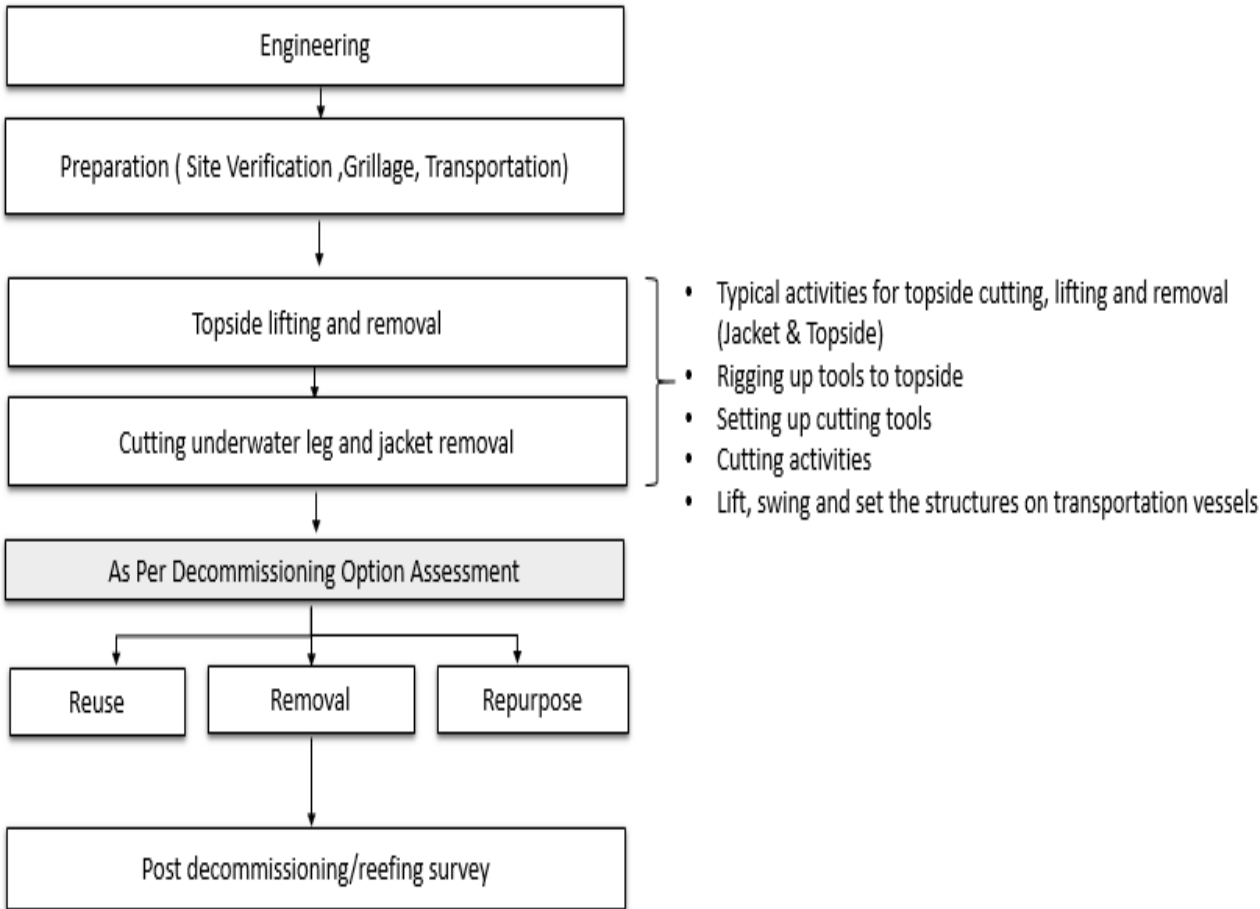 Engineering
Preparation ( Site Verification ,Grillage, Transportation)
Topside lifting and removal
Cutting underwater leg and jacket removal
• Typical activities for topside cutting, lifting and removal
(Jacket & Topside)
• Rigging up tools to topside
• Setting up cutting tools
• Cutting activities
• Lift, swing and set the structures on transportation vessels
As Per Decommissioning Option Assessment
Reuse
Removal
Repurpose
Post decommissioning/reefing survey